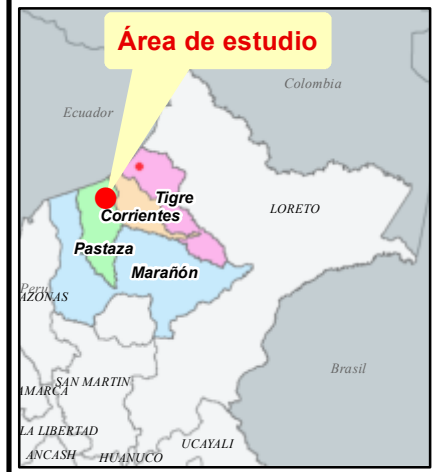 Área de estudio
Colombia
Ecuador
Tigre
Corrientes
LORETO
Pastaza
Marañón
Peru
AZONAS
Brasil
SAN MARTIN
AMARCA
LA LIBERTAD
UCAYALI
ANCASH
HUANUCO